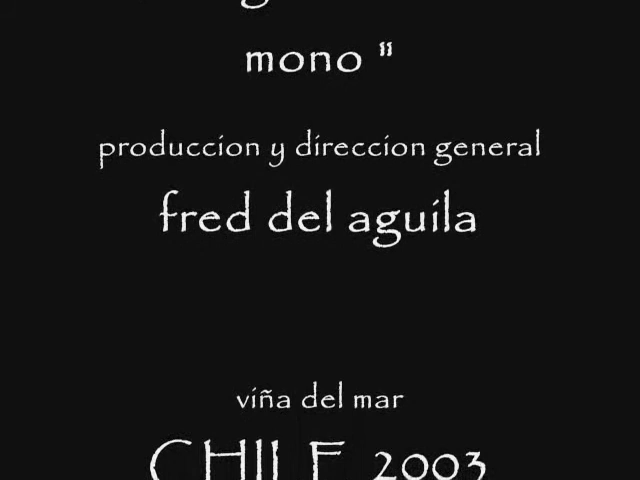 mono "
produccion y direccion general
fred del aguila
viña del mar
CHILE 2003